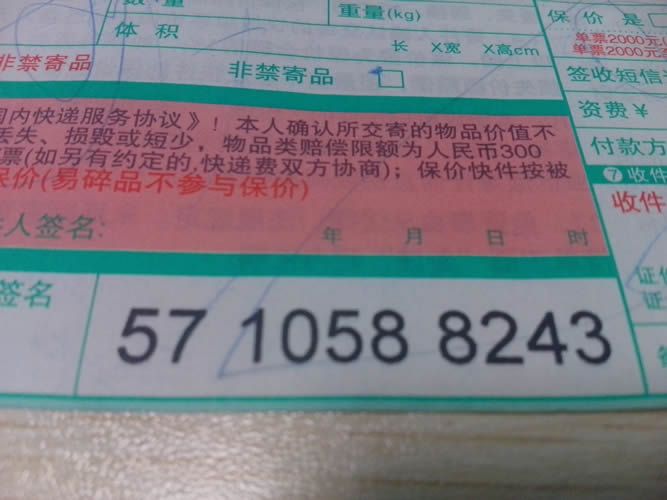 数量
重量(kg)
保价 是
体积
长 X宽 X高cm
单票2000元
单票2000元
非禁寄品
非禁寄品
签收短信
资费¥
国内快递服务协议》！本人确认所交寄的物品价值不
丢失、损毁或短少，物品类赔偿限额为人民币300
票(如另有约定的,快递费双方协商)；保价快件按被
保价(易碎品不参与保价)
付款方
❼收件
收件
人签名:
年 月 日 时
证
证
签名
57 1058 8243